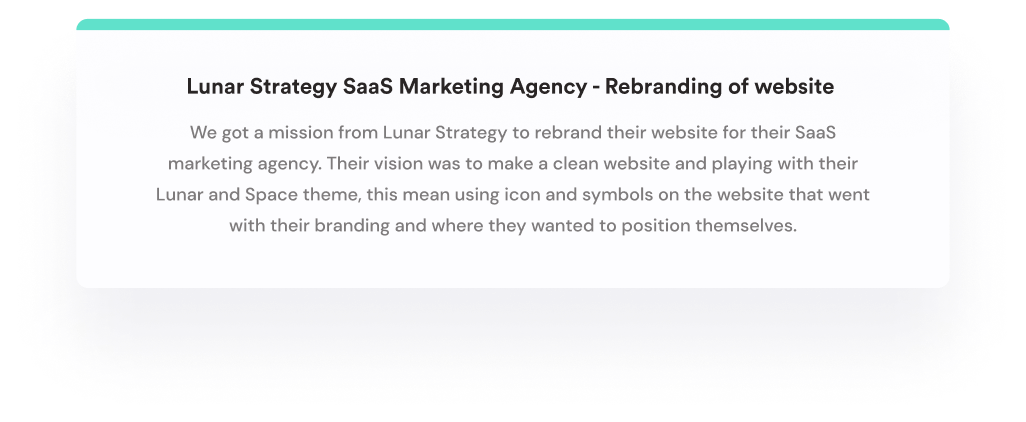 Lunar Strategy SaaS Marketing Agency - Rebranding of website
We got a mission from Lunar Strategy to rebrand their website for their SaaS
marketing agency. Their vision was to make a clean website and playing with their
Lunar and Space theme, this mean using icon and symbols on the website that went
with their branding and where they wanted to position themselves.